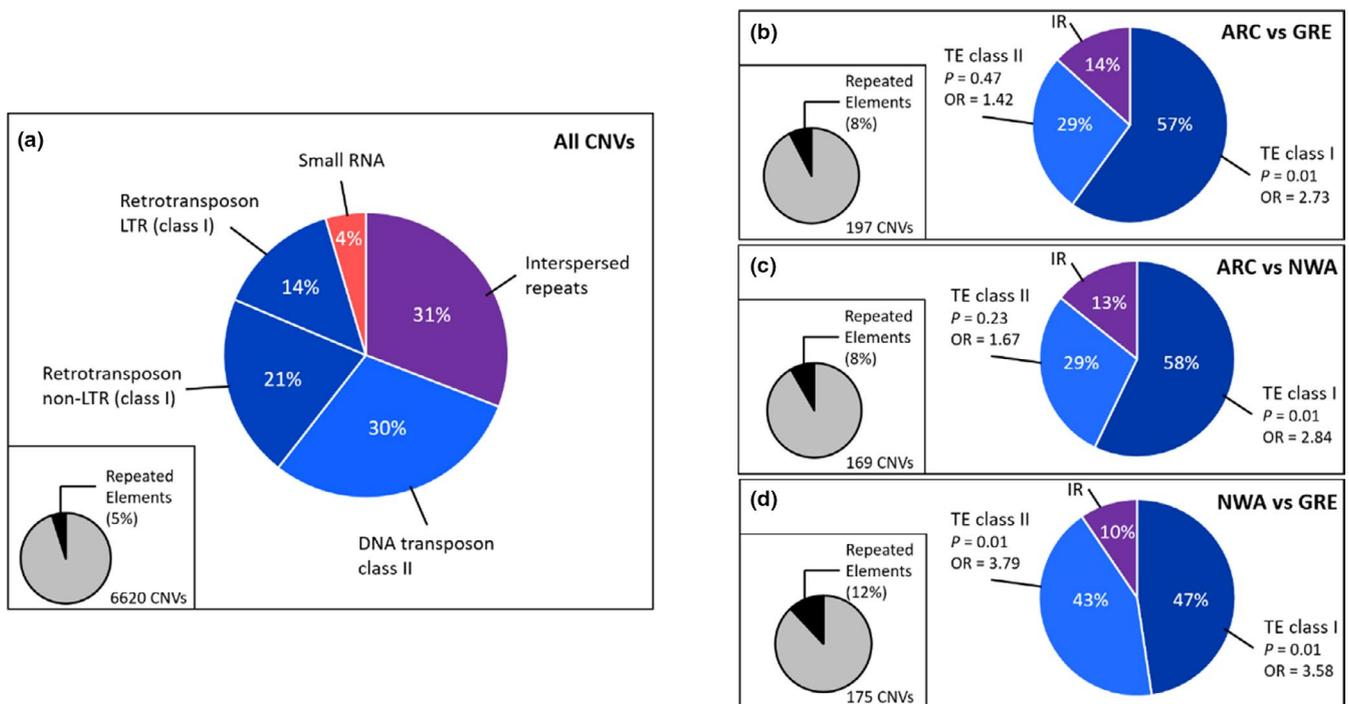 (a)
All CNVs
Small RNA
Retrotransposon
LTR (class I)
4%
Interspersed
repeats
14%
31%
Retrotransposon
non-LTR (class I)
21%
30%
DNA transposon
class II
Repeated
Elements
(5%)
6620 CNVs
(b)
ARC vs GRE
IR
TE class II
P = 0.47
OR = 1.42
14%
29%
57%
TE class I
P = 0.01
OR = 2.73
Repeated
Elements
(8%)
197 CNVs
(c)
ARC vs NWA
IR
TE class II
P = 0.23
OR = 1.67
13%
29%
58%
TE class I
P = 0.01
OR = 2.84
Repeated
Elements
(8%)
169 CNVs
(d)
NWA vs GRE
IR
TE class II
P = 0.01
OR = 3.79
10%
43%
47%
TE class I
P = 0.01
OR = 3.58
Repeated
Elements
(12%)
175 CNVs